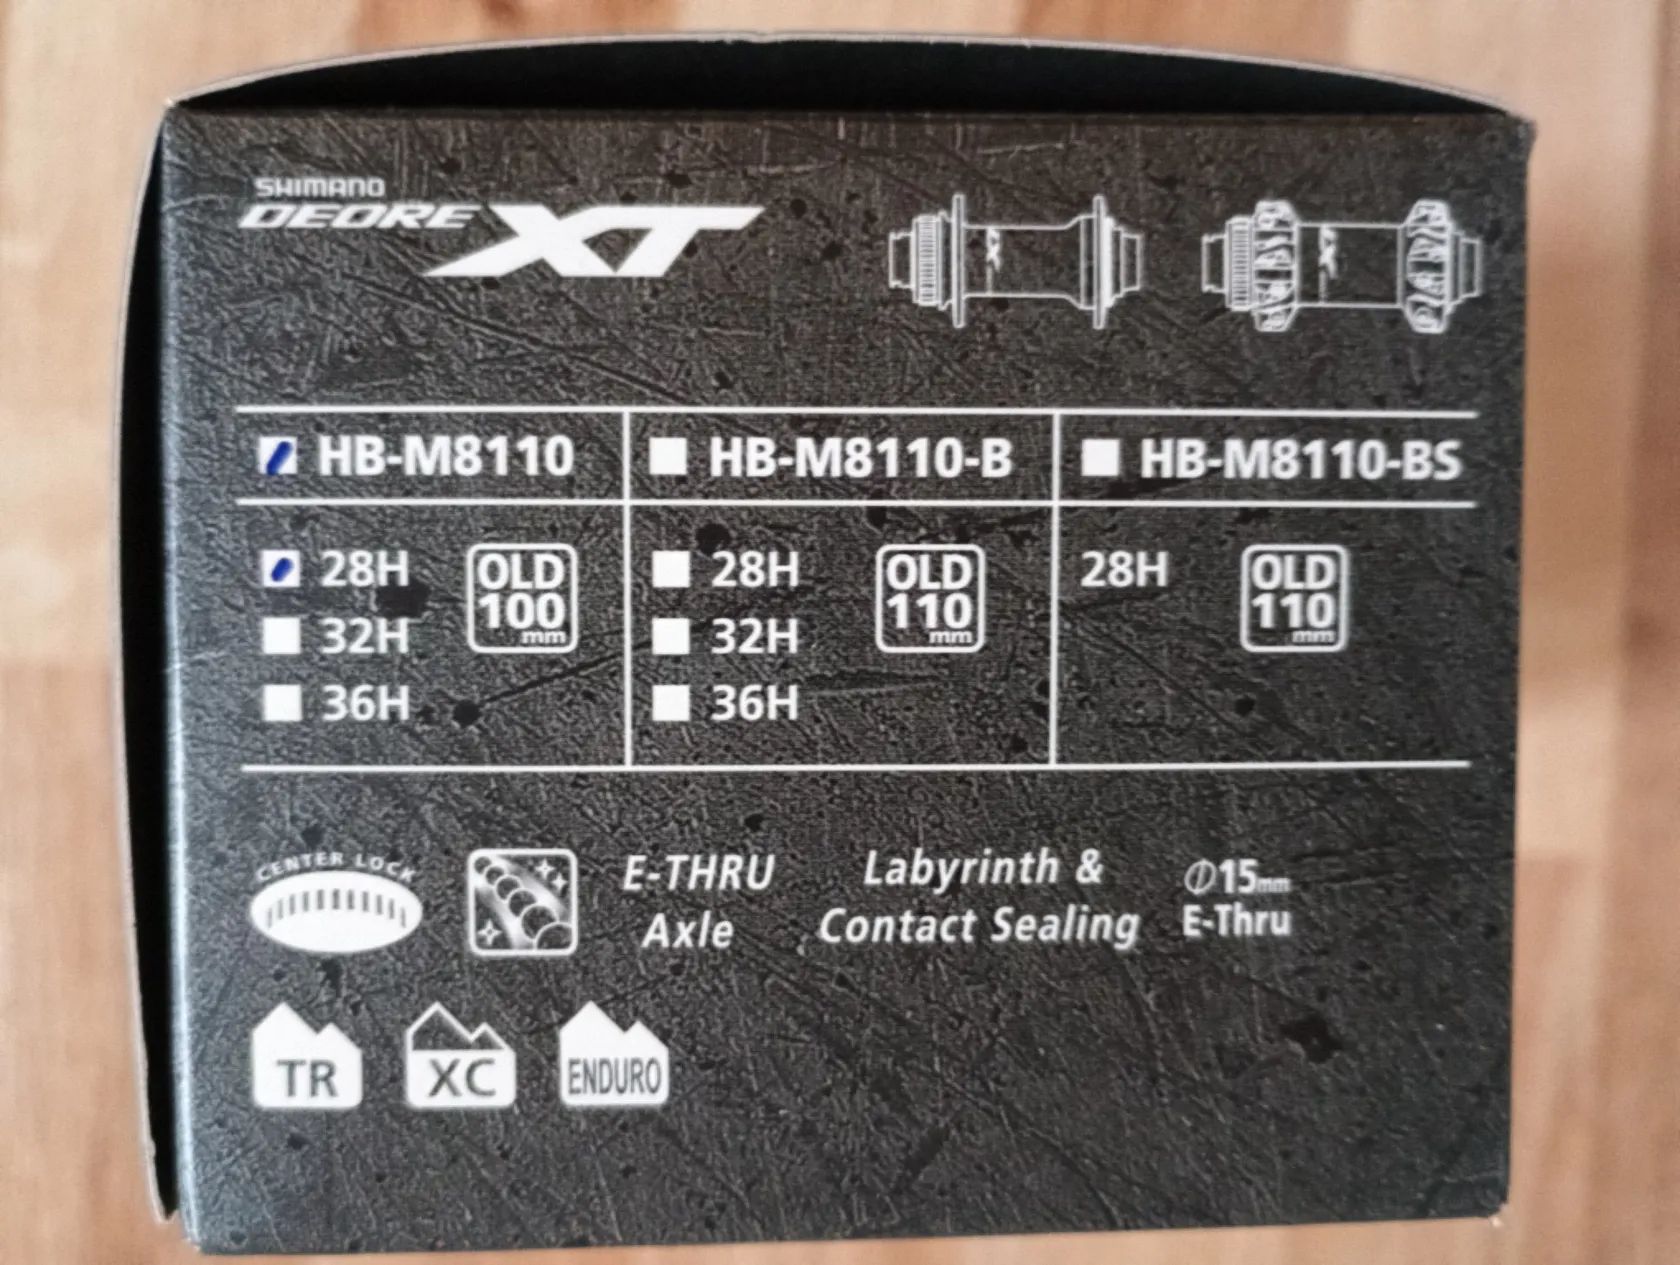 SHIMANO
DEORE XT
HB-M8110 HB-M8110-B HB-M8110-BS
28H OLD 100 mm 28H OLD 110 mm 28H OLD 110 mm
32H 32H
36H 36H
CENTER LOCK
E-THRU Axle
Labyrinth & Contact Sealing
Φ15mm E-Thru
TR XC ENDURO